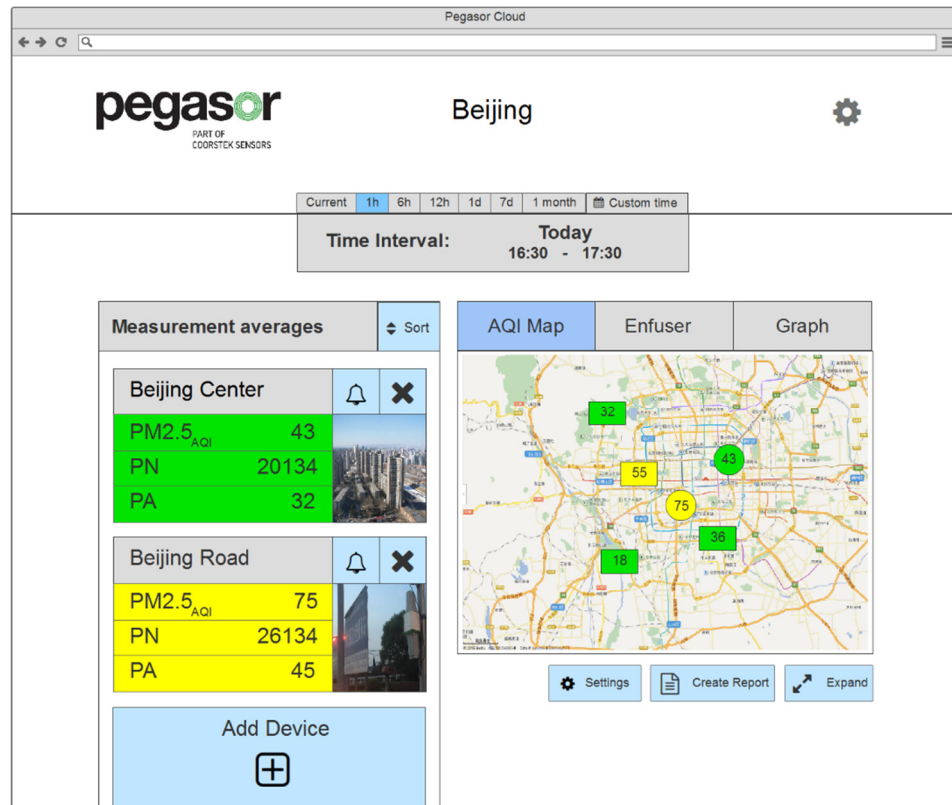 Pegasor Cloud
pegasor
PART OF
COORSTEK SENSORS
Beijing
Current 1h 6h 12h 1d 7d 1 month Custom time
Time Interval: Today
16:30 - 17:30
Measurement averages Sort
AQI Map Enfuser Graph
Beijing Center
PM2.5AQI 43
PN 20134
PA 32
Beijing Road
PM2.5AQI 75
PN 26134
PA 45
Add Device
32
43
55
75
36
18
Settings Create Report Expand